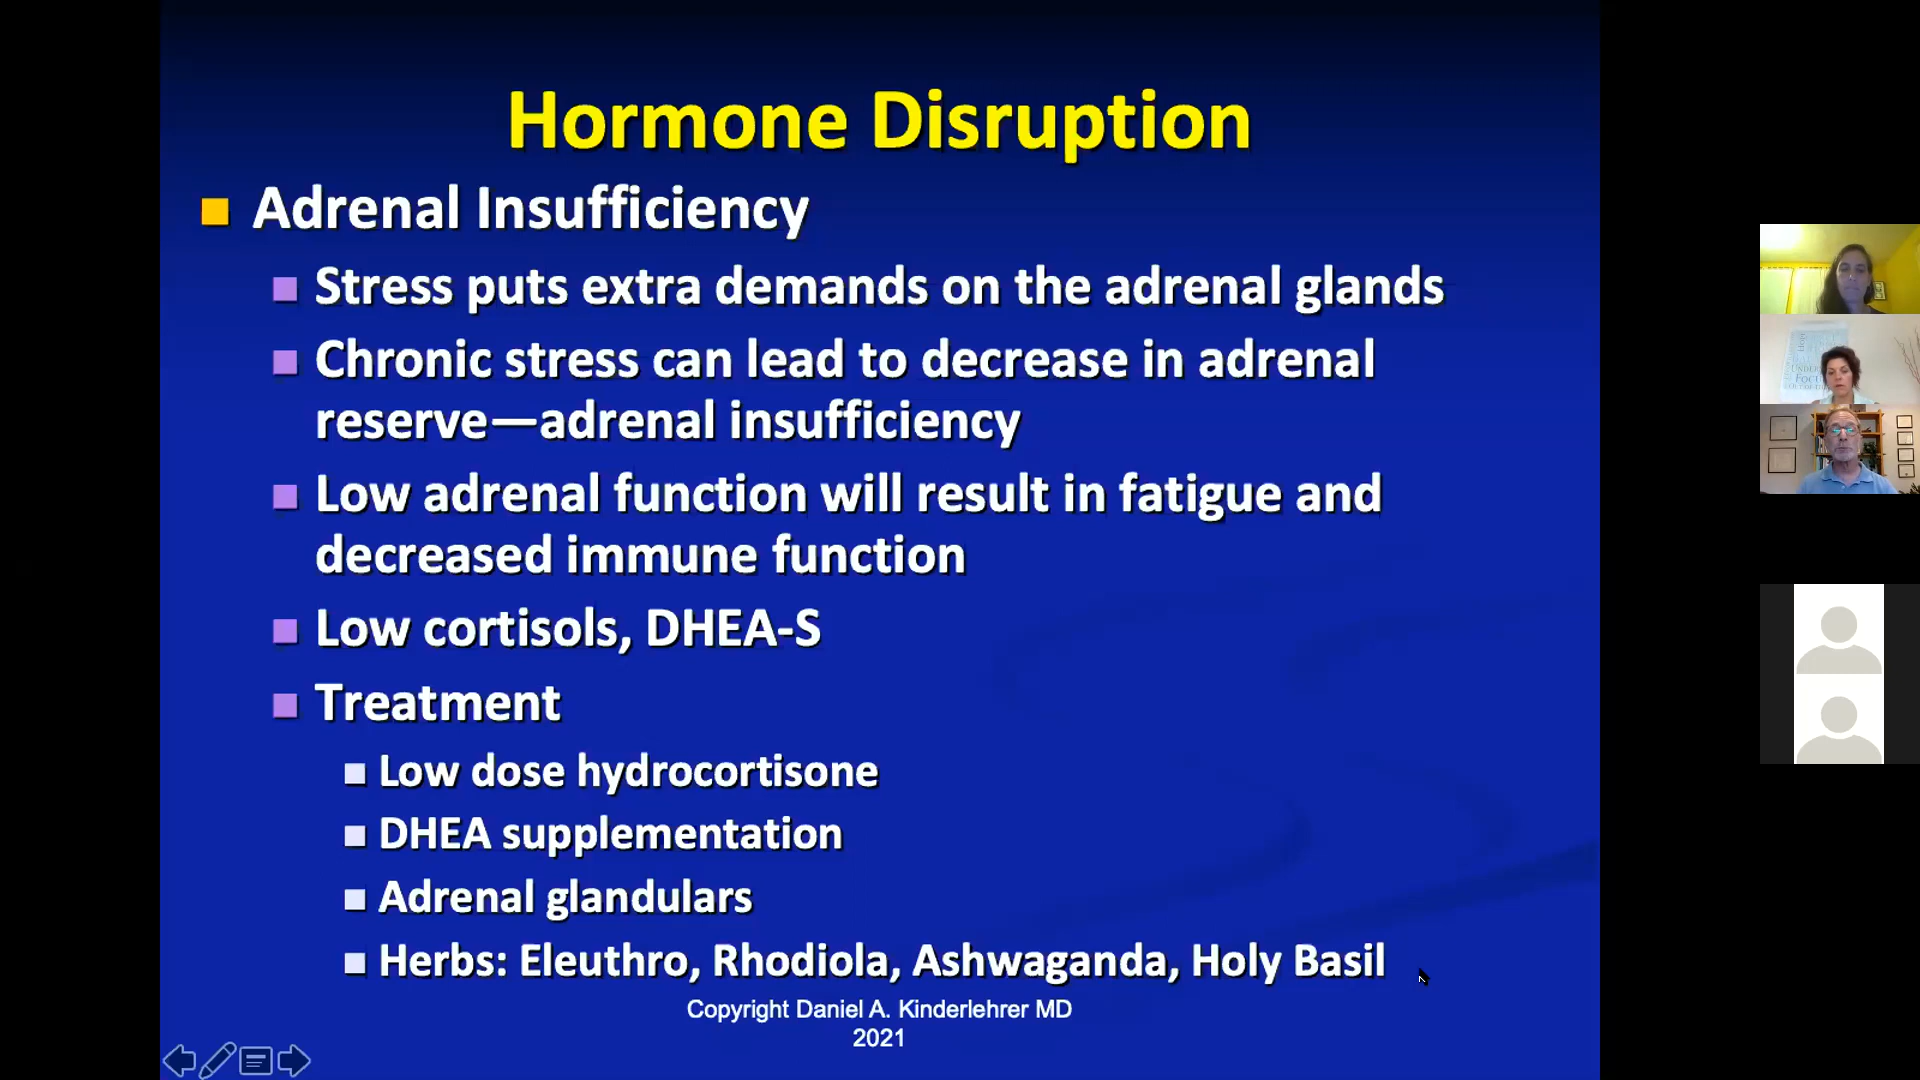 Hormone Disruption
Adrenal Insufficiency
Stress puts extra demands on the adrenal glands
Chronic stress can lead to decrease in adrenal
reserve—adrenal insufficiency
Low adrenal function will result in fatigue and
decreased immune function
Low cortisols, DHEA-S
Treatment
Low dose hydrocortisone
DHEA supplementation
Adrenal glandulars
Herbs: Eleuthro, Rhodiola, Ashwaganda, Holy Basil
Copyright Daniel A. Kinderlehrer MD
2021